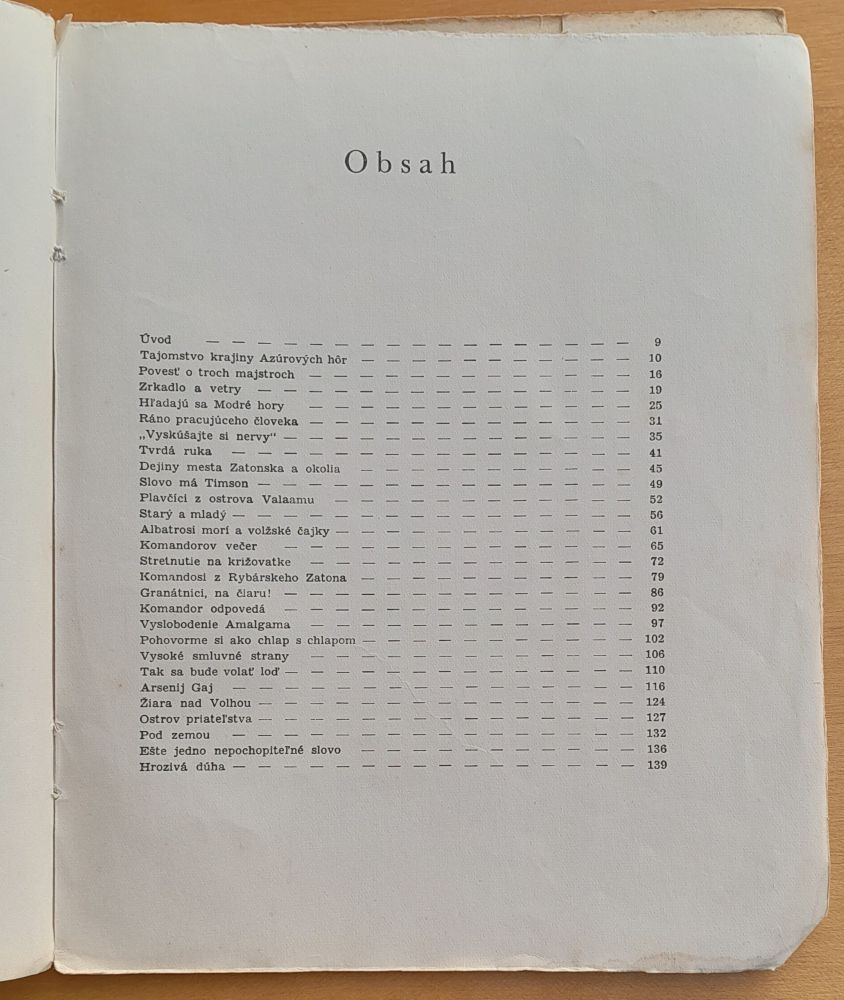 Obsah
Úvod — — — — — — — — — — — — — — — — — 9
Tajomstvo krajiny Azúrových hôr — — — — — — — — — — — 10
Povesť o troch majstroch — — — — — — — — — — — — — 16
Zrkadlo a vetry — — — — — — — — — — — — — — — 19
Hľadajú sa Modré hory — — — — — — — — — — — — — 25
Ráno pracujúceho človeka — — — — — — — — — — — — — 31
„Vyskúšajte si nervy“ — — — — — — — — — — — — — — 35
Tvrdá ruka — — — — — — — — — — — — — — — — 41
Dejiny mesta Zatonska a okolia — — — — — — — — — — — 45
Slovo má Timson — — — — — — — — — — — — — — — 49
Plavčíci z ostrova Valaamu — — — — — — — — — — — — 52
Starý a mladý — — — — — — — — — — — — — — — — 56
Albatrosi morí a volžské čajky — — — — — — — — — — — — 61
Komandorov večer — — — — — — — — — — — — — — 65
Stretnutie na križovatke — — — — — — — — — — — — — 72
Komandosi z Rybárskeho Zatona — — — — — — — — — — — 79
Granátnici, na čiaru! — — — — — — — — — — — — — — 86
Komandor odpovedá — — — — — — — — — — — — — — 92
Vyslobodenie Amalgama — — — — — — — — — — — — — 97
Pohovorme si ako chlap s chlapom — — — — — — — — — — — 102
Vysoké smluvné strany — — — — — — — — — — — — — 106
Tak sa bude volať loď — — — — — — — — — — — — — — 110
Arsenij Gaj — — — — — — — — — — — — — — — — 116
Žiara nad Volhou — — — — — — — — — — — — — — — 124
Ostrov priateľstva — — — — — — — — — — — — — — — 127
Pod zemou — — — — — — — — — — — — — — — — 132
Ešte jedno nepochopiteľné slovo — — — — — — — — — — — 136
Hrozivá dúha — — — — — — — — — — — — — — — — 139